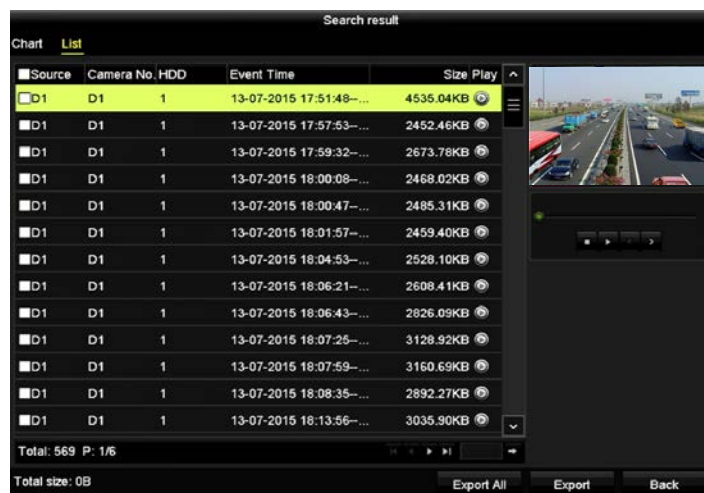 Search result
Chart List
Source Camera No. HDD Event Time Size Play
D1 D1 1 13-07-2015 17:51:48--... 4535.04KB
D1 D1 1 13-07-2015 17:57:53--... 2452.46KB
D1 D1 1 13-07-2015 17:59:32--... 2673.78KB
D1 D1 1 13-07-2015 18:00:08--... 2468.02KB
D1 D1 1 13-07-2015 18:00:47--... 2485.31KB
D1 D1 1 13-07-2015 18:01:57--... 2459.40KB
D1 D1 1 13-07-2015 18:04:53--... 2528.10KB
D1 D1 1 13-07-2015 18:06:21--... 2608.41KB
D1 D1 1 13-07-2015 18:06:43--... 2826.09KB
D1 D1 1 13-07-2015 18:07:25--... 3128.92KB
D1 D1 1 13-07-2015 18:07:59--... 3160.69KB
D1 D1 1 13-07-2015 18:08:35--... 2892.27KB
D1 D1 1 13-07-2015 18:13:56--... 3035.90KB
Total: 569 P: 1/6
Total size: 0B
Export All Export Back